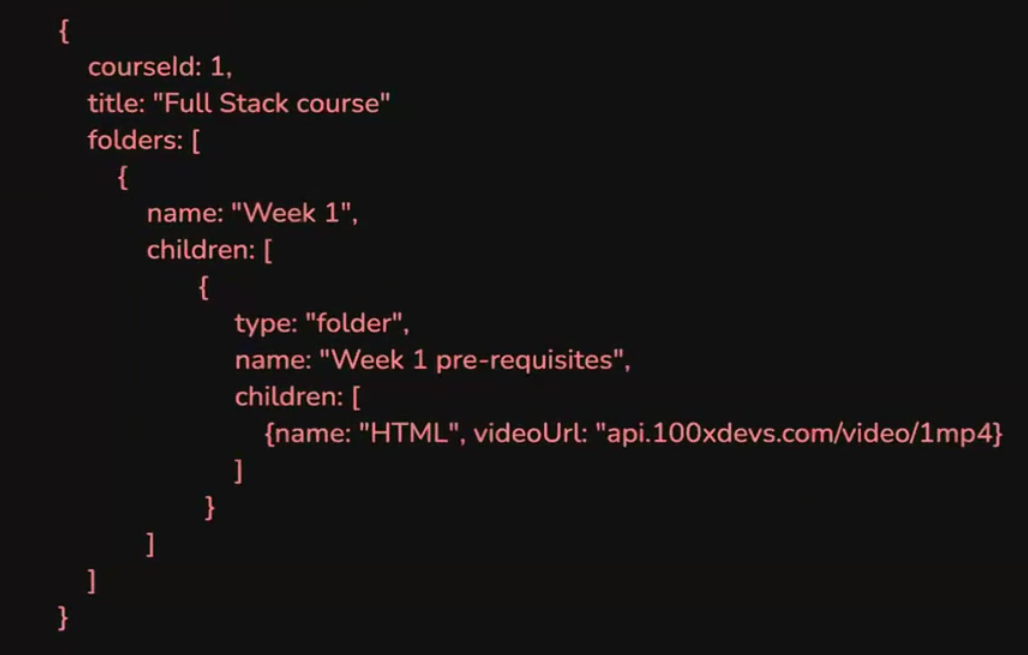 {
courseId: 1,
title: "Full Stack course"
folders: [
{
name: "Week 1",
children: [
{
type: "folder",
name: "Week 1 pre-requisites",
children: [
{name: "HTML", videoUrl: "api.100xdevs.com/video/1mp4}
]
}
]
]
}